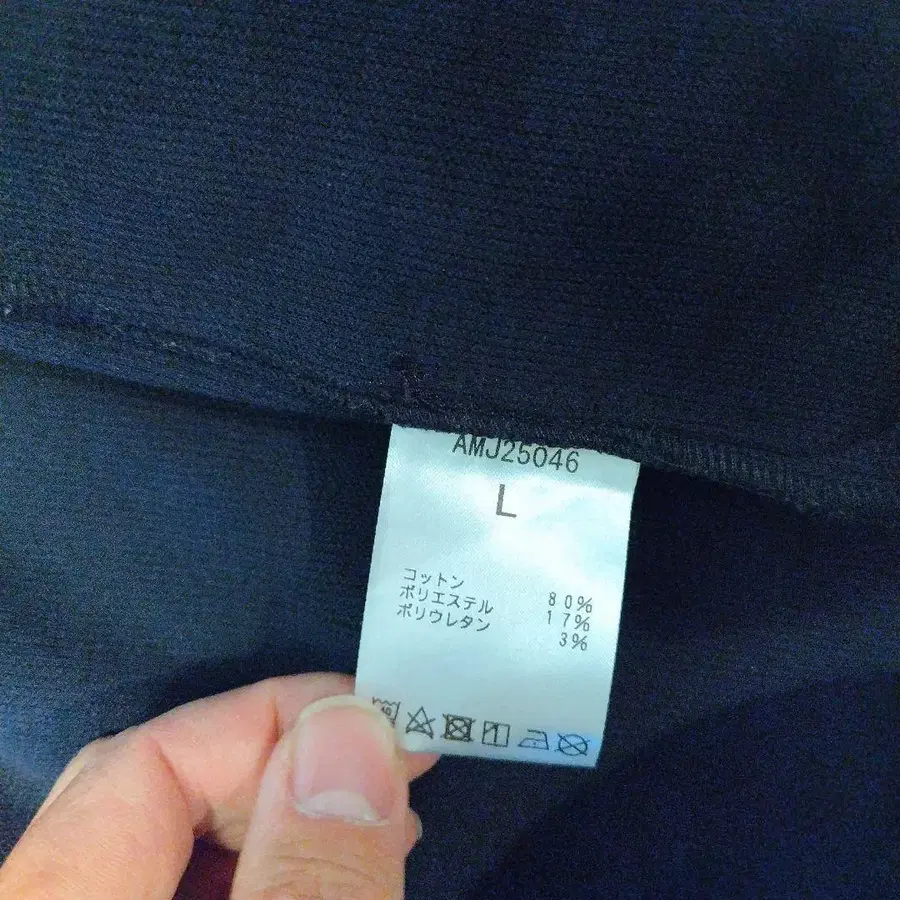 AMJ25046
L
コットン 80%
ポリエステル 17%
ポリウレタン 3%